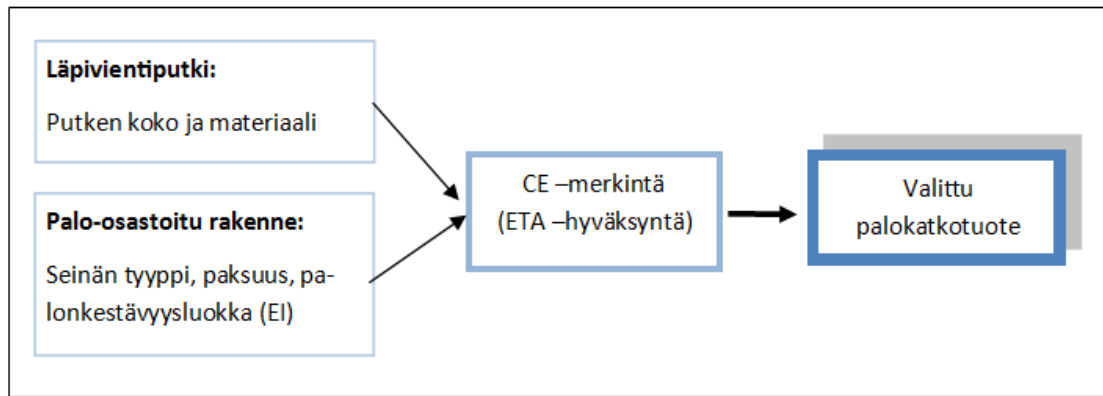 Läpivientiputki:
Putken koko ja materiaali
Palo-osastoitu rakenne:
Seinän tyyppi, paksuus, pa-
lonkestävyysluokka (EI)
CE –merkintä
(ETA –hyväksyntä)
Valittu
palokatkotuote